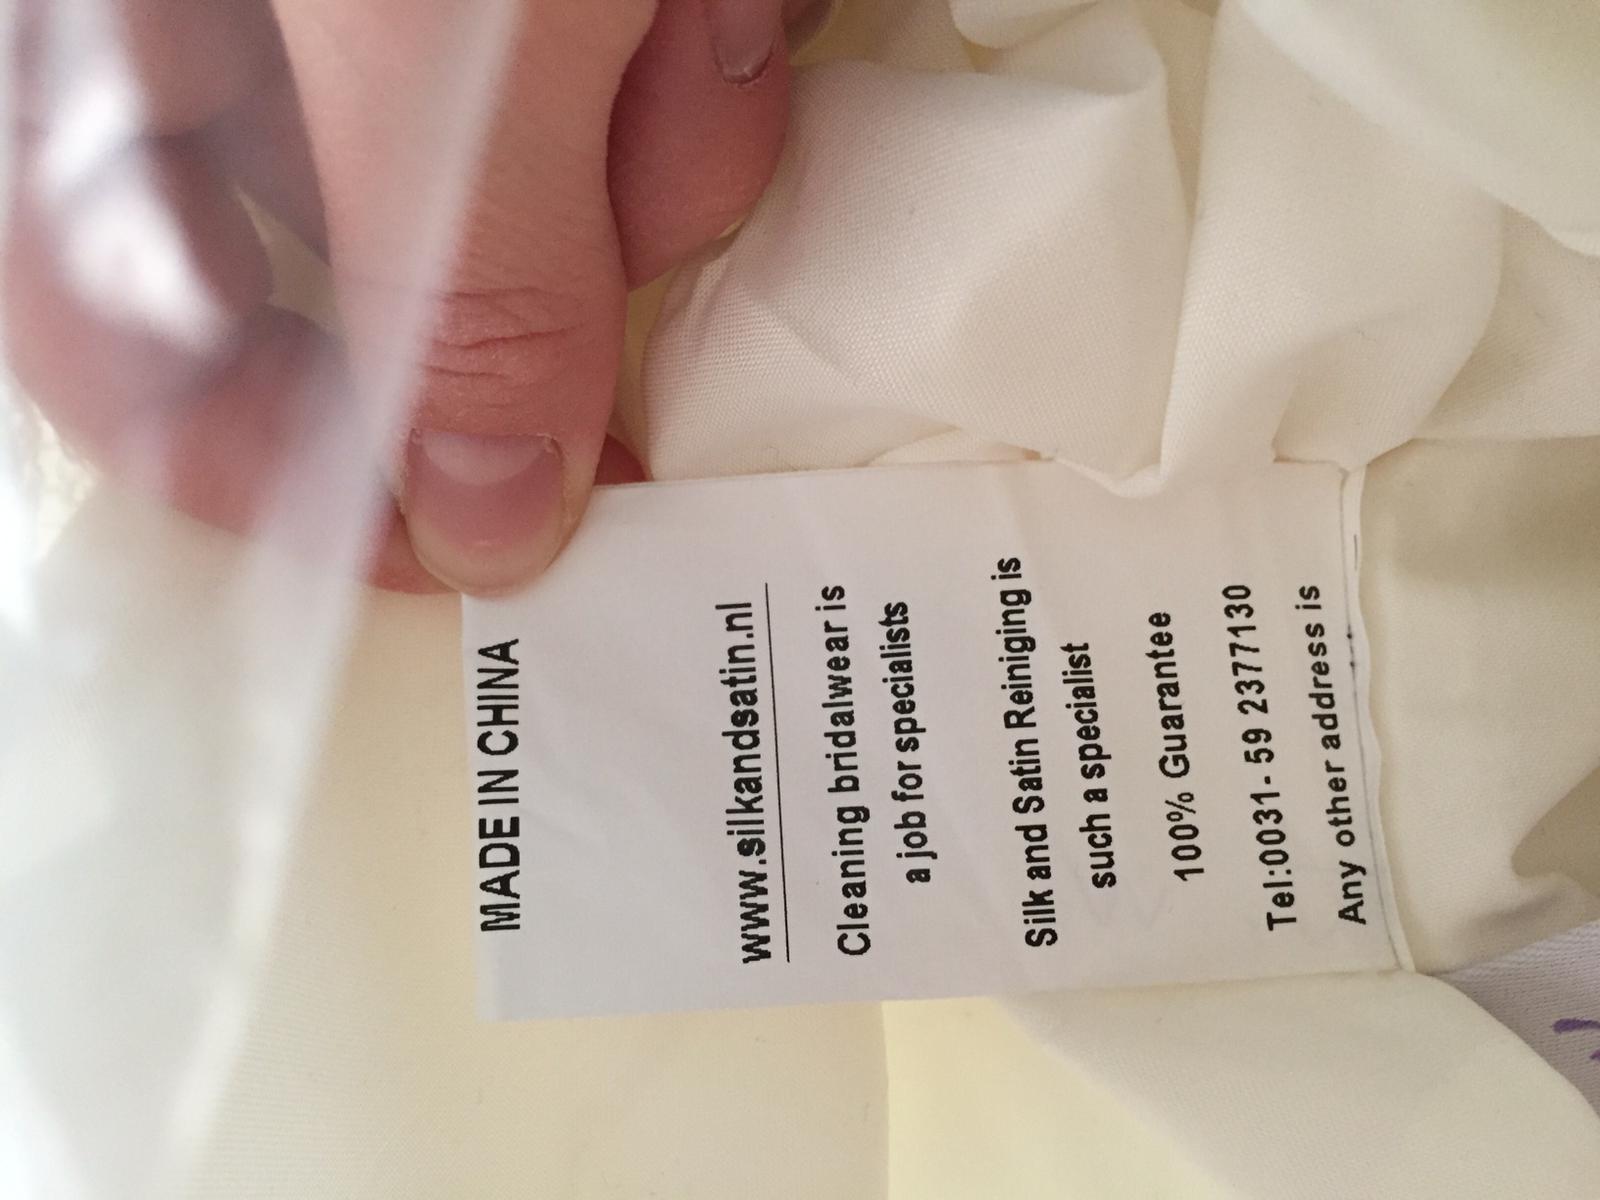 MADE IN CHINA
www.silkandsatin.nl
Cleaning bridalwear is
a job for specialists
Silk and Satin Reiniging is
such a specialist
100% Guarantee
Tel:0031- 59 2377130
Any other address is